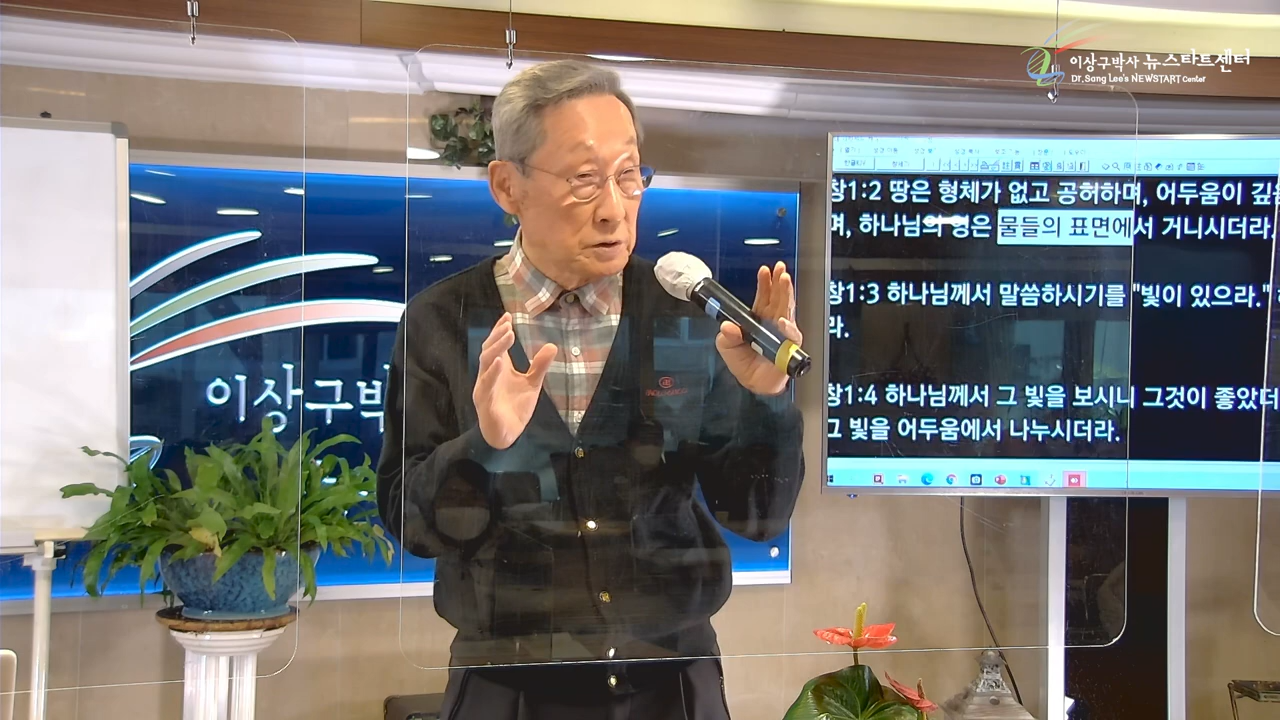 이상구박사 뉴스타트센터
Dr. Sang Lee's NEWSTART Center
이상구박
창1:2 땅은 형체가 없고 공허하며, 어두움이 깊음
며, 하나님의 영은 물들의 표면에서 거니시더라.
창1:3 하나님께서 말씀하시기를 "빛이 있으라."
라.
창1:4 하나님께서 그 빛을 보시니 그것이 좋았더
그 빛을 어두움에서 나누시더라.